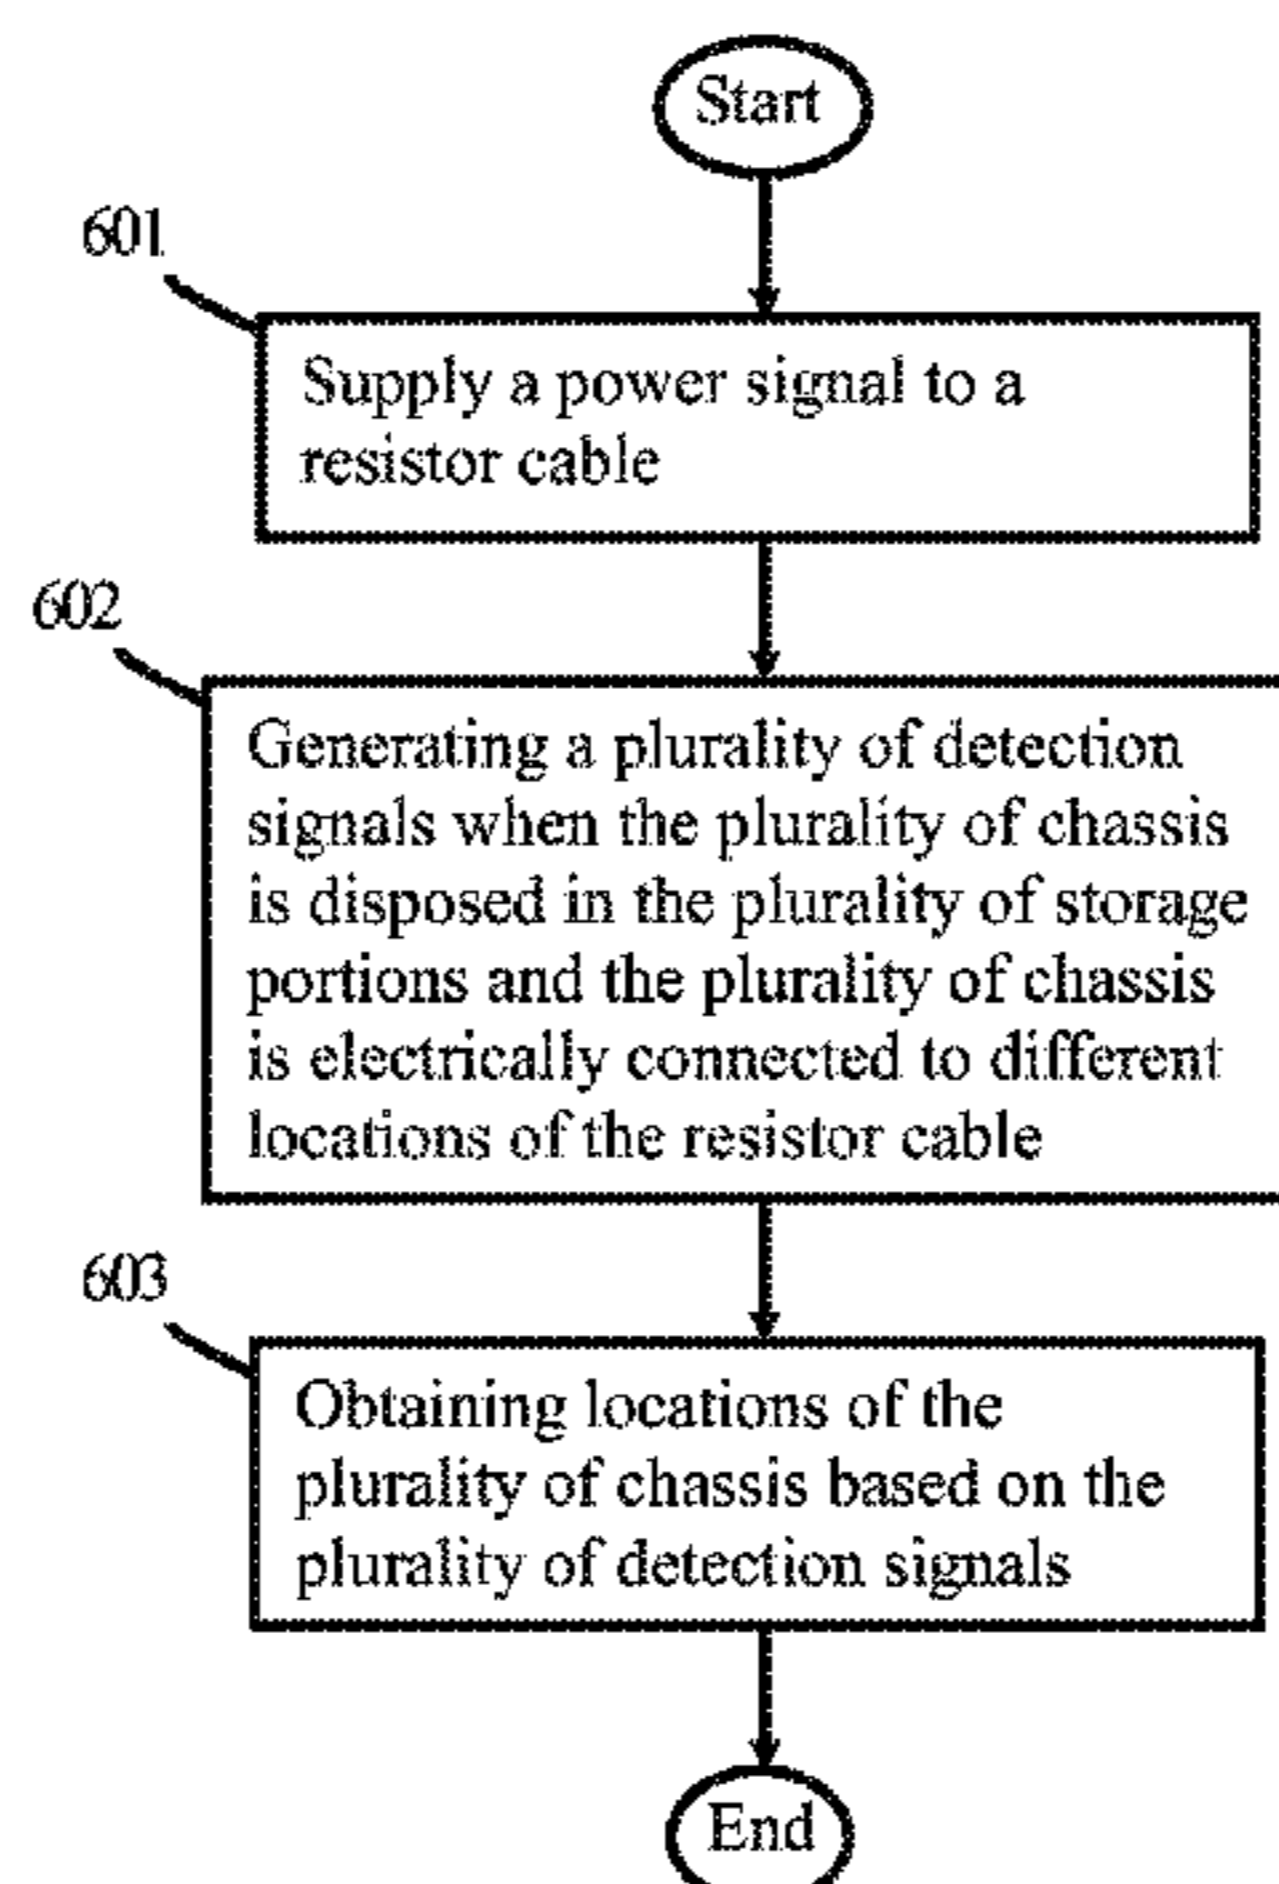 Start
601
Supply a power signal to a
resistor cable
602
Generating a plurality of detection
signals when the plurality of chassis
is disposed in the plurality of storage
portions and the plurality of chassis
is electrically connected to different
locations of the resistor cable
603
Obtaining locations of the
plurality of chassis based on the
plurality of detection signals
End